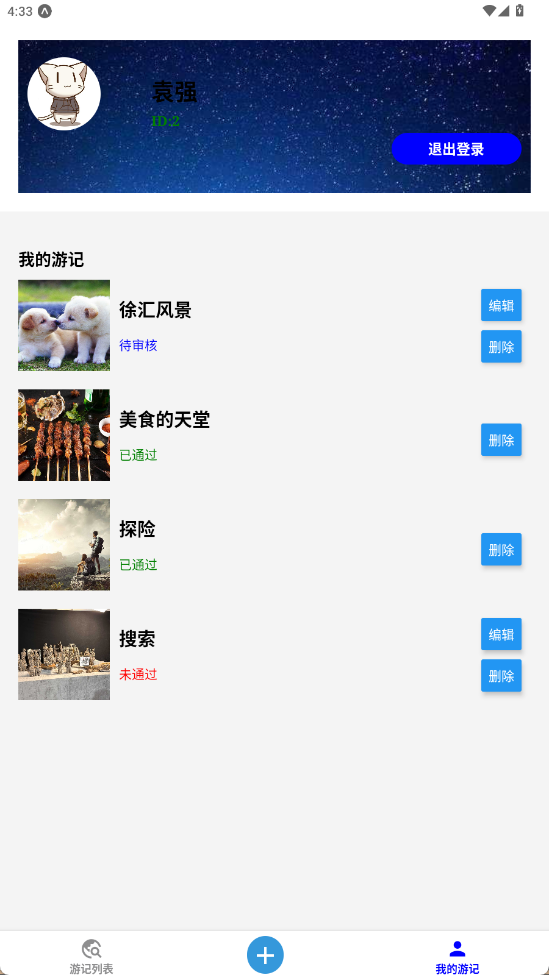 4:33
袁强
ID:2
退出登录
我的游记
徐汇风景
待审核
编辑
删除
美食的天堂
已通过
删除
探险
已通过
删除
搜索
未通过
编辑
删除
游记列表
我的游记